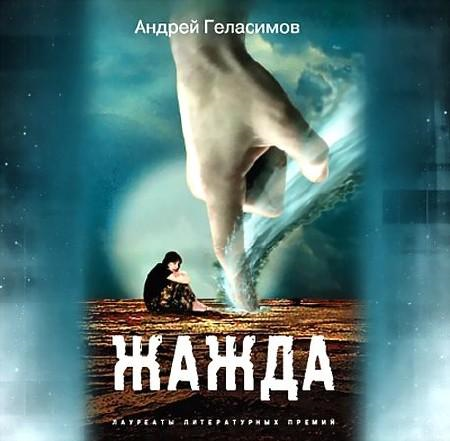 Андрей Геласимов
ЖАЖДА
ЛАУРЕАТЫ ЛИТЕРАТУРНЫХ ПРЕМИЙ